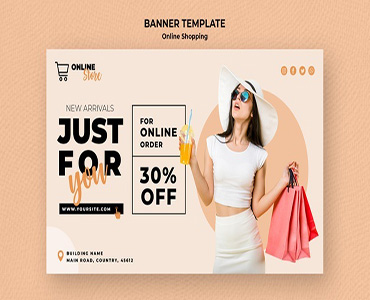 BANNER TEMPLATE
Online Shopping
ONLINE
Store
NEW ARRIVALS
JUST
FOR
you
WWW.YOURSITE.COM
FOR
ONLINE
ORDER
30%
OFF
BUILDING NAME
MAIN ROAD, COUNTRY, 45612